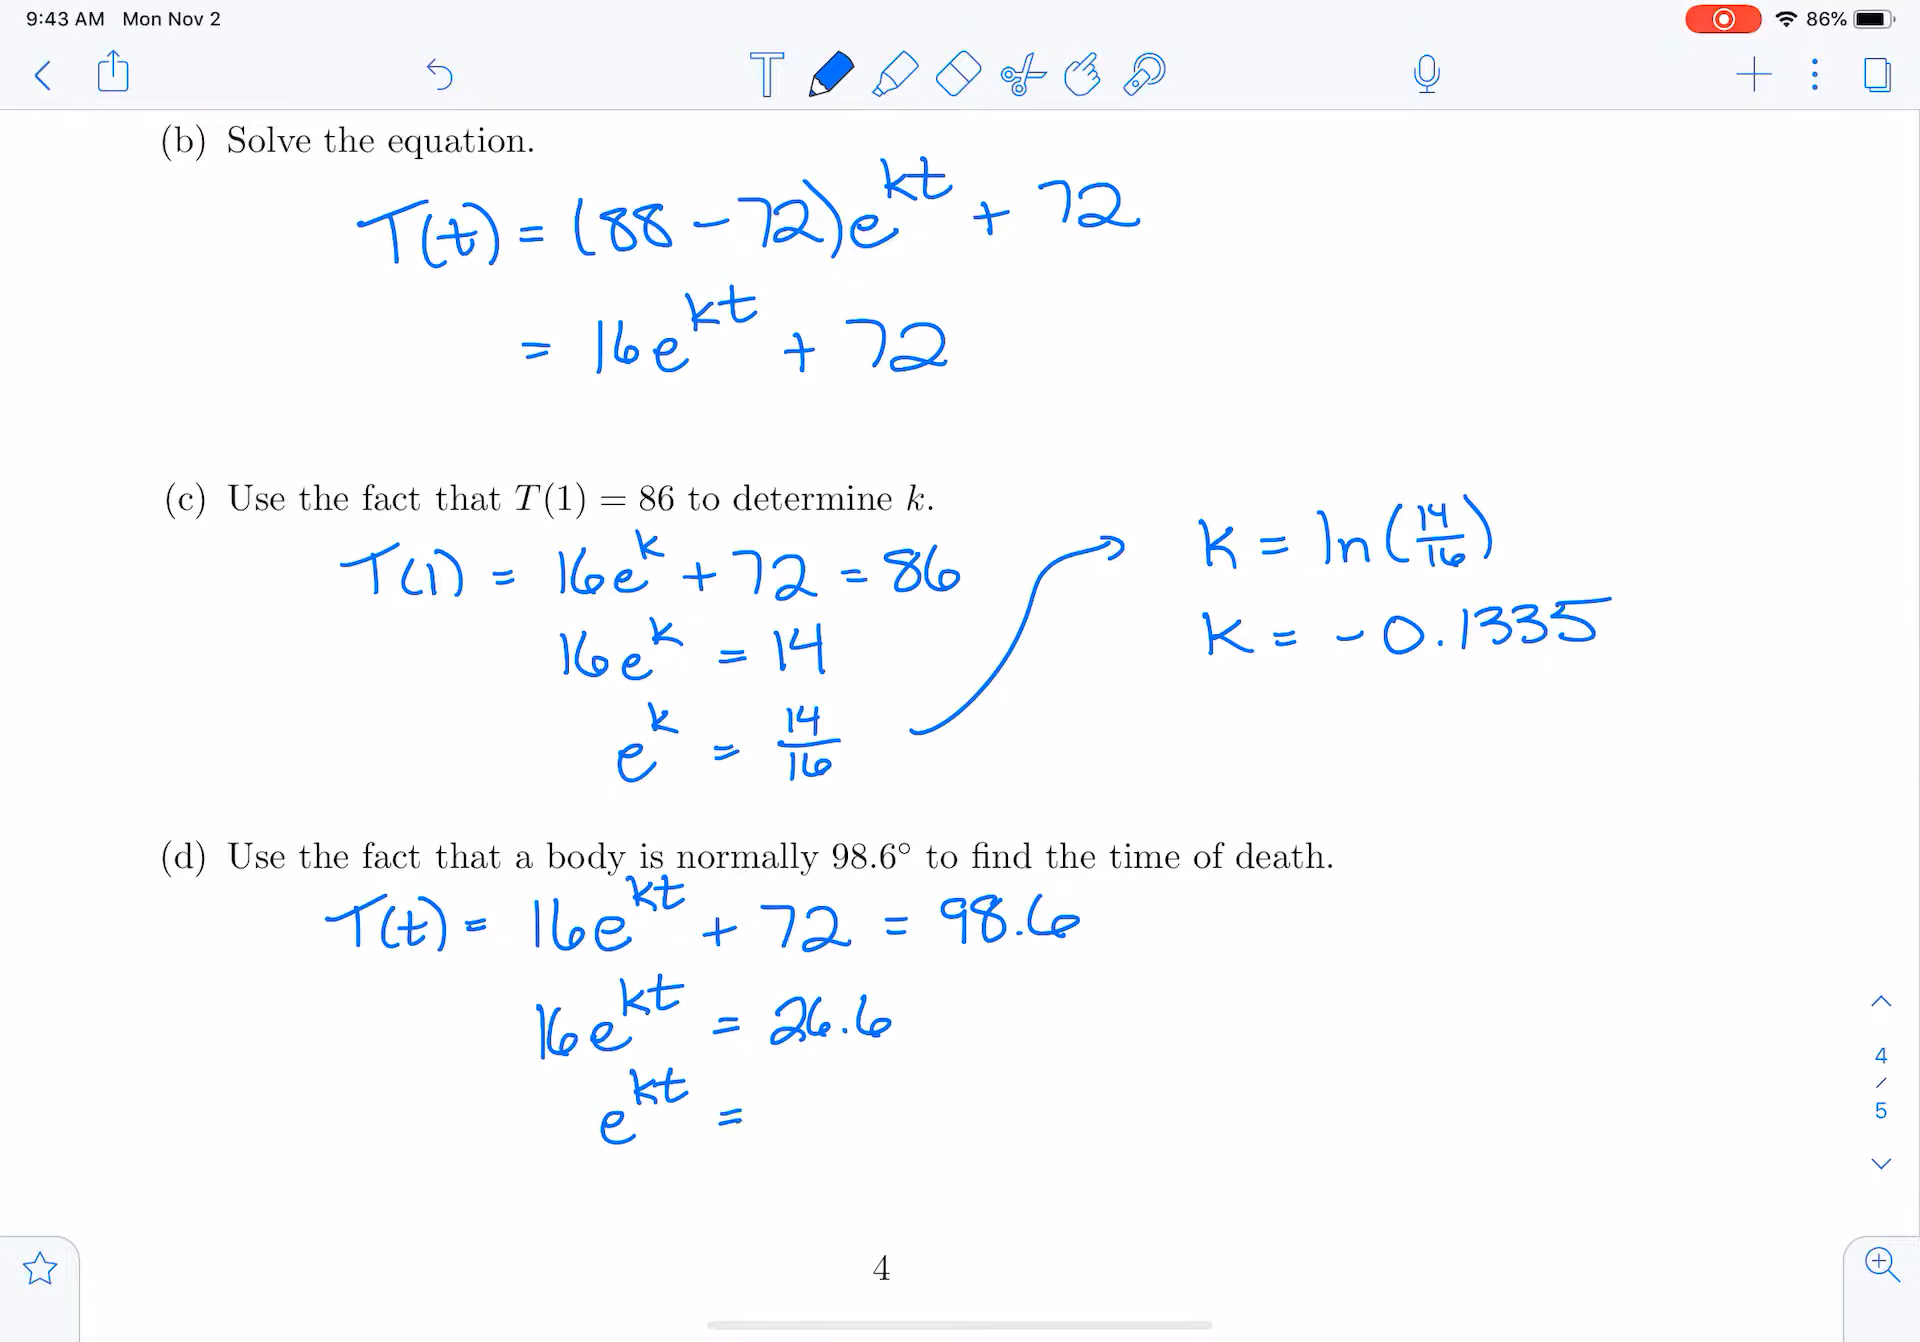 9:43 AM Mon Nov 2 86%
(b) Solve the equation.
T(t) = (88 - 72)e^kt + 72
= 16e^kt + 72
(c) Use the fact that T(1) = 86 to determine k.
T(1) = 16e^k + 72 = 86
16e^k = 14
e^k = 14/16
k = ln(14/16)
k = -0.1335
(d) Use the fact that a body is normally 98.6° to find the time of death.
T(t) = 16e^kt + 72 = 98.6
16e^kt = 26.6
e^kt =
4
/
5
4